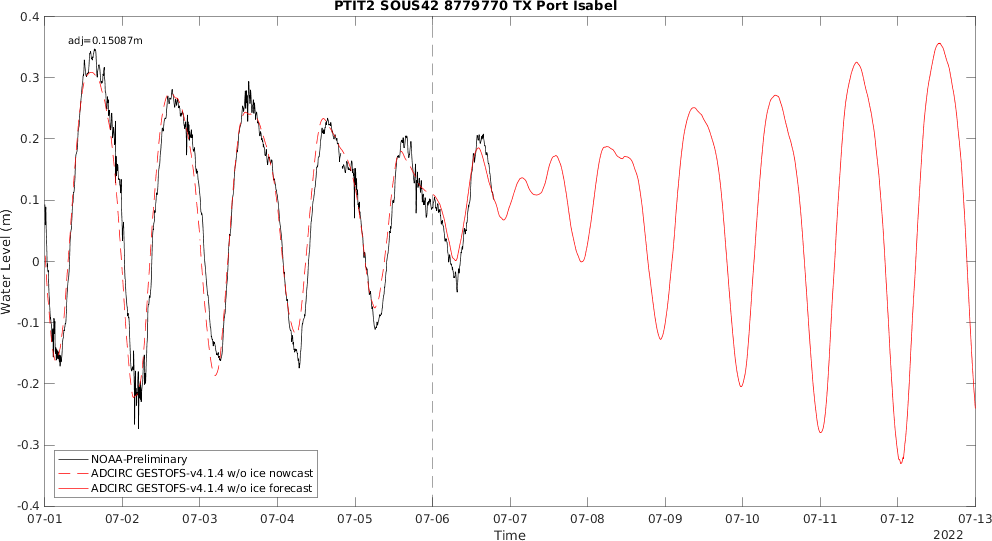 PTIT2 SOUS42 8779770 TX Port Isabel
adj=0.15087m
0.4
0.3
0.2
0.1
0
-0.1
-0.2
-0.3
-0.4
Water Level (m)
NOAA-Preliminary
ADCIRC GESTOFS-v4.1.4 w/o ice nowcast
ADCIRC GESTOFS-v4.1.4 w/o ice forecast
07-01 07-02 07-03 07-04 07-05 07-06 07-07 07-08 07-09 07-10 07-11 07-12 07-13
Time
2022